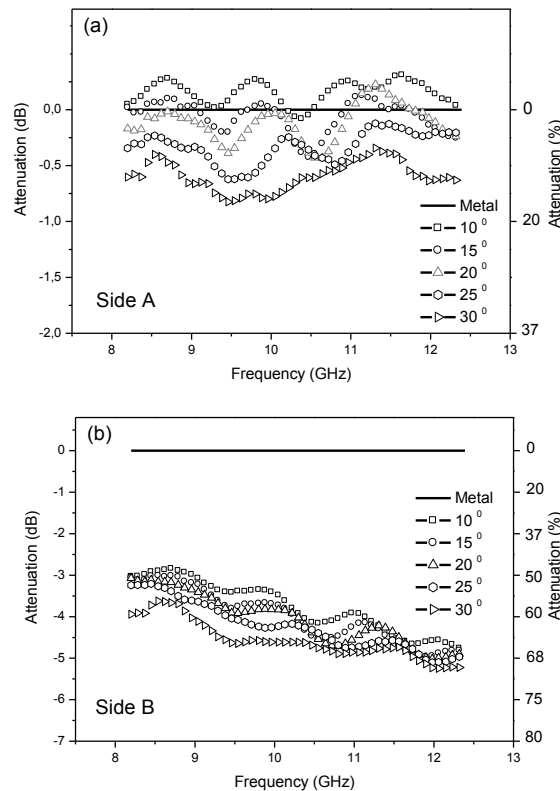 (a)
0,0
-0,5
-1,0
-1,5
-2,0
Attenuation (dB)
0
20
37
Attenuation (%)
Metal
10 0
15 0
20 0
25 0
30 0
Side A
8 9 10 11 12 13
Frequency (GHz)
(b)
0
-1
-2
-3
-4
-5
-6
-7
Attenuation (dB)
0
20
37
50
60
68
75
80
Attenuation (%)
Metal
10 0
15 0
20 0
25 0
30 0
Side B
8 9 10 11 12 13
Frequency (GHz)